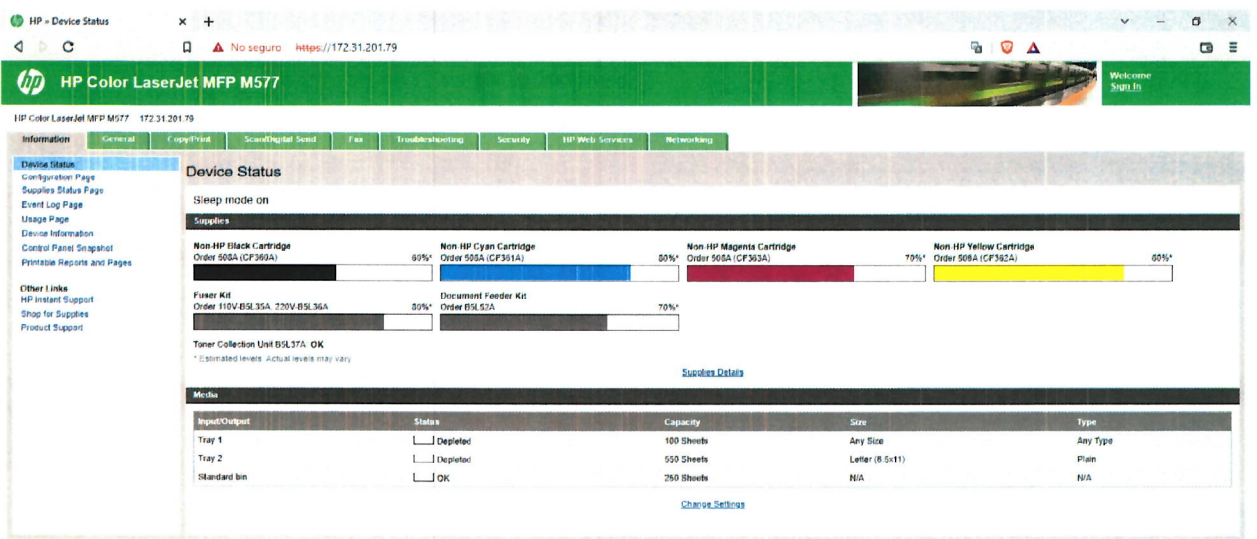 HP » Device Status
No seguro https://172.31.201.79
hp HP Color LaserJet MFP M577
Welcome
Sign In
HP Color LaserJet MFP M577 172.31.201.79
Information General Copy/Print Scan/Digital Send Fax Troubleshooting Security HP Web Services Networking
Device Status
Configuration Page
Supplies Status Page
Event Log Page
Usage Page
Device Information
Control Panel Snapshot
Printable Reports and Pages
Other Links
HP Instant Support
Shop for Supplies
Product Support
Device Status
Sleep mode on
Supplies
Non-HP Black Cartridge
Order 508A (CF360A) 60%*
Non-HP Cyan Cartridge
Order 508A (CF361A) 80%*
Non-HP Magenta Cartridge
Order 508A (CF363A) 70%*
Non-HP Yellow Cartridge
Order 508A (CF362A) 80%*
Fuser Kit
Order 110V-B5L35A, 220V-B5L36A 80%*
Document Feeder Kit
Order B5L52A 70%*
Toner Collection Unit B5L37A OK
* Estimated levels. Actual levels may vary.
Supplies Details
Media
Input/Output Status Capacity Size Type
Tray 1 Depleted 100 Sheets Any Size Any Type
Tray 2 Depleted 550 Sheets Letter (8.5x11) Plain
Standard bin OK 250 Sheets N/A N/A
Change Settings